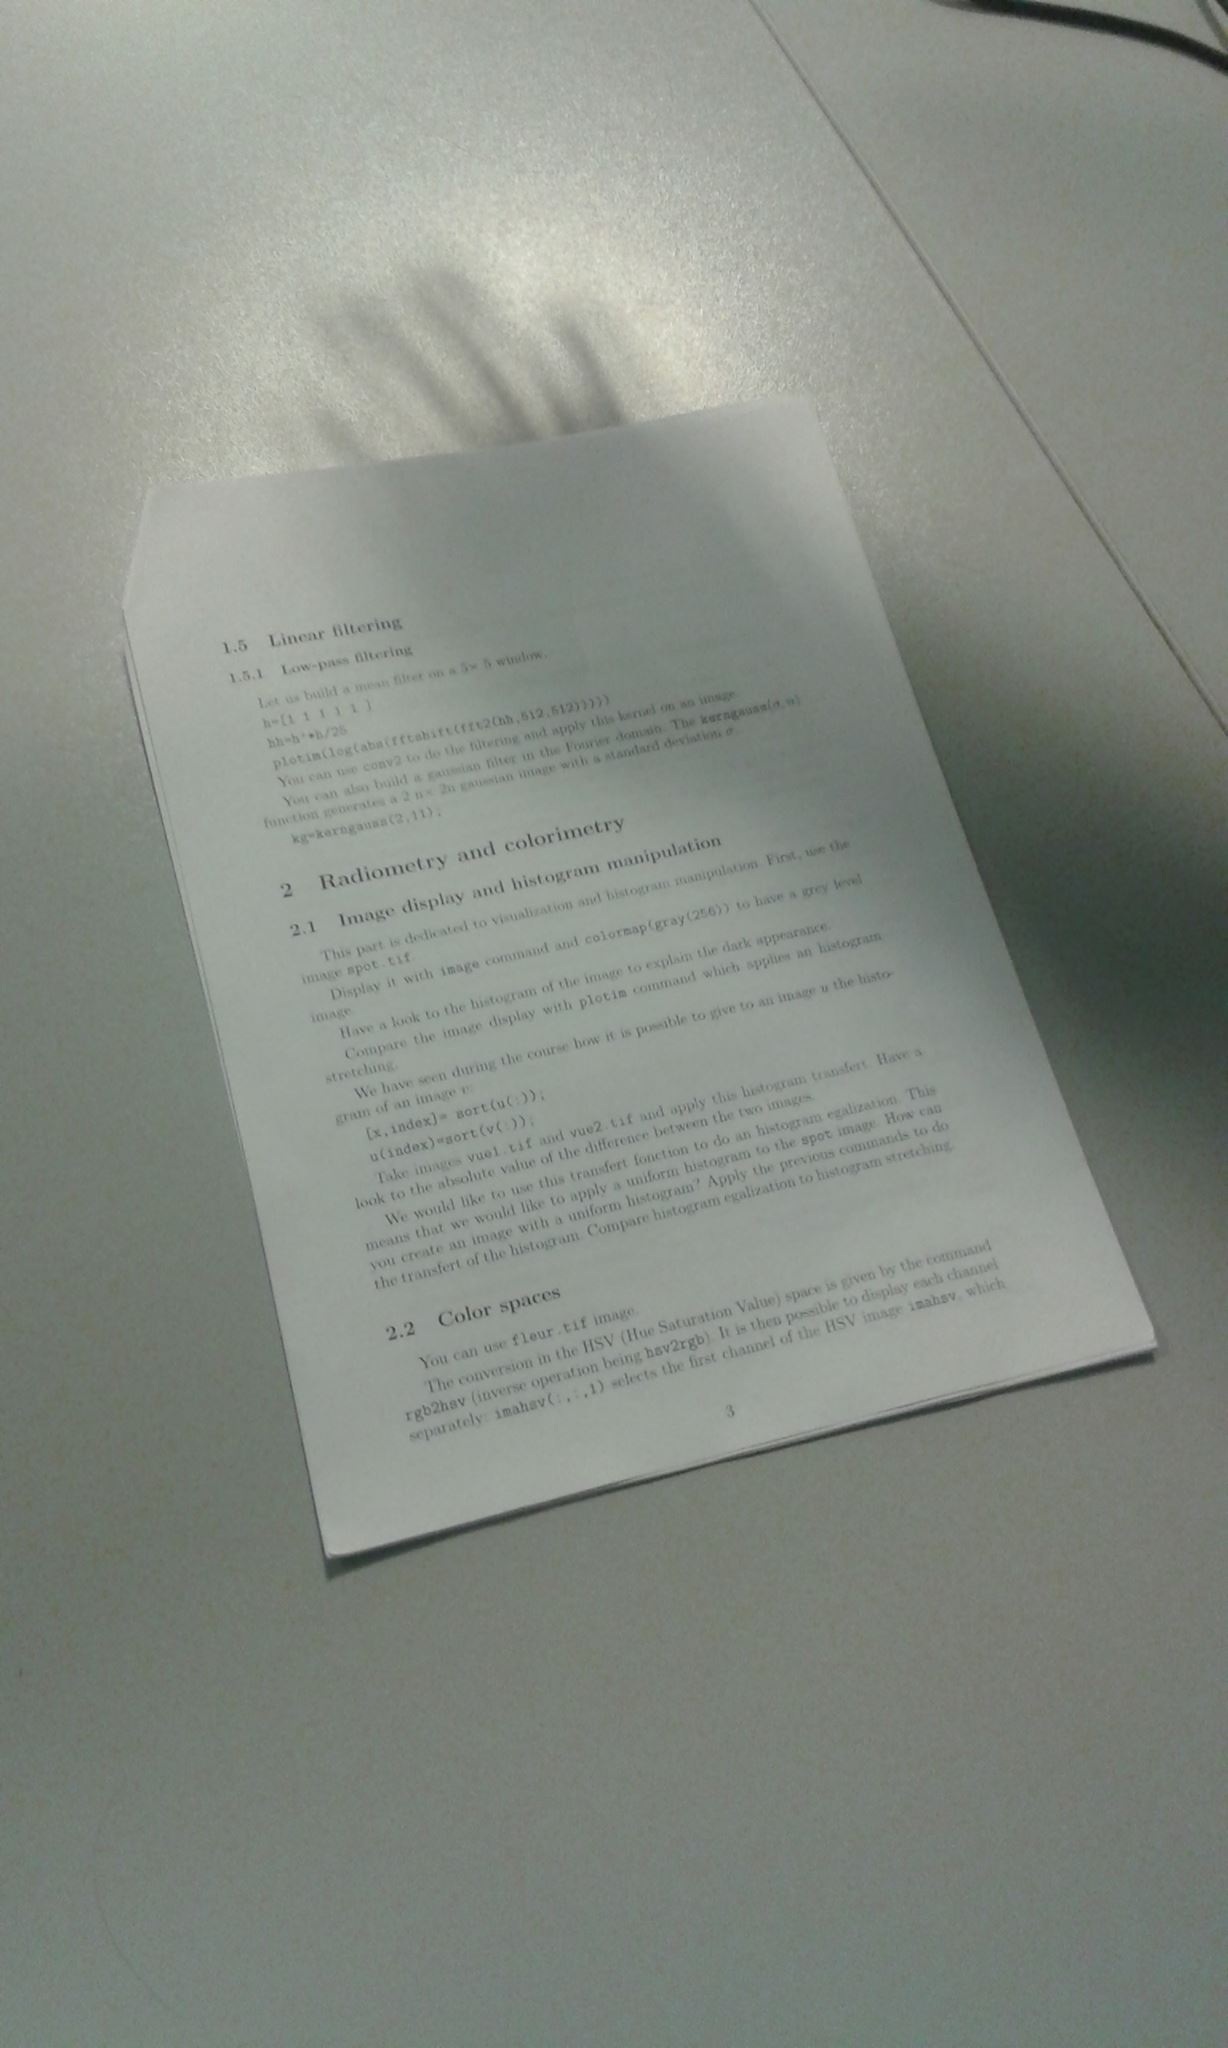 1.5 Linear filtering
1.5.1 Low-pass filtering
Let us build a mean filter on a 5× 5 window.
h=[1 1 1 1 1 ]
hh=h'*h/25
plotim(log(abs(fftshift(fft2(hh,512,512)))))
You can use conv2 to do the filtering and apply this kernel on an image.
You can also build a gaussian filter in the Fourier domain. The kerngauss(σ,n)
function generates a 2 n× 2n gaussian image with a standard deviation σ.
kg=kerngauss(2,11);
2 Radiometry and colorimetry
2.1 Image display and histogram manipulation
This part is dedicated to visualization and histogram manipulation. First, use the
image spot.tif.
Display it with image command and colormap(gray(256)) to have a grey level
image.
Have a look to the histogram of the image to explain the dark appearance.
Compare the image display with plotim command which applies an histogram
stretching.
We have seen during the course how it is possible to give to an image u the histo-
gram of an image v:
[x,index]= sort(u(:));
u(index)=sort(v(:));
Take images vue1.tif and vue2.tif and apply this histogram transfert. Have a
look to the absolute value of the difference between the two images.
We would like to use this transfert fonction to do an histogram egalization. This
means that we would like to apply a uniform histogram to the spot image. How can
you create an image with a uniform histogram? Apply the previous commands to do
the transfert of the histogram. Compare histogram egalization to histogram stretching.
2.2 Color spaces
You can use fleur.tif image.
The conversion in the HSV (Hue Saturation Value) space is given by the command
rgb2hsv (inverse operation being hsv2rgb). It is then possible to display each channel
separately: imahsv(:,:,1) selects the first channel of the HSV image imahsv, which
3